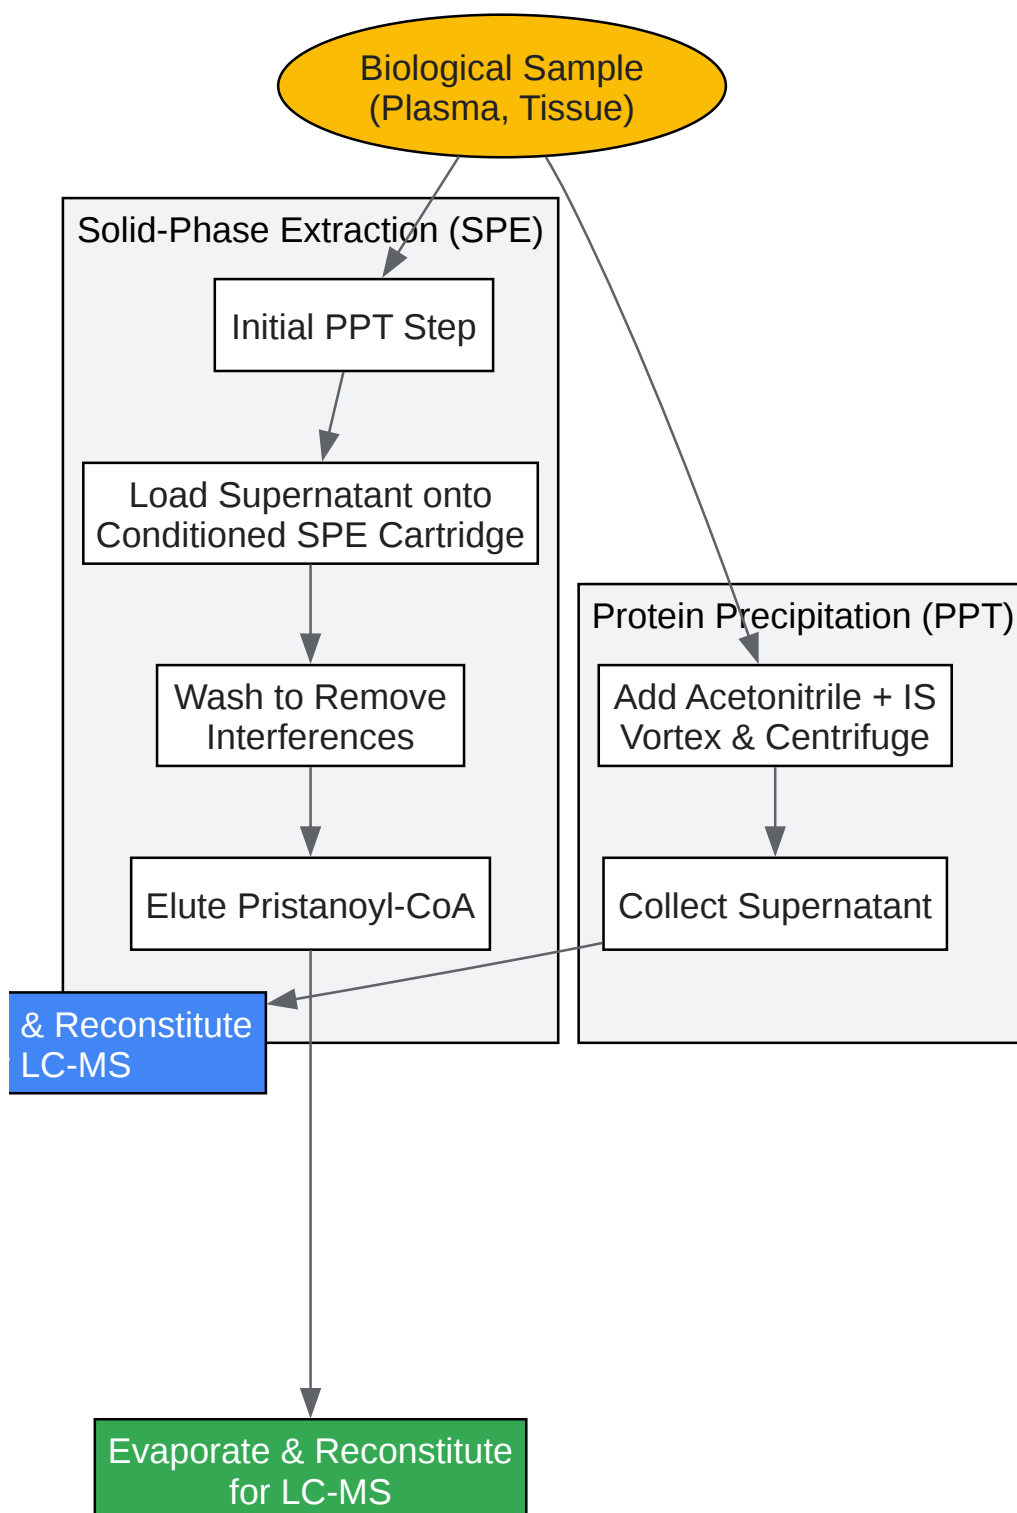 Biological Sample
(Plasma, Tissue)
Solid-Phase Extraction (SPE)
Initial PPT Step
Load Supernatant onto
Conditioned SPE Cartridge
Wash to Remove
Interferences
Elute Pristanoyl-CoA
Protein Precipitation (PPT)
Add Acetonitrile + IS
Vortex & Centrifuge
Collect Supernatant
& Reconstitute
LC-MS
Evaporate & Reconstitute
for LC-MS